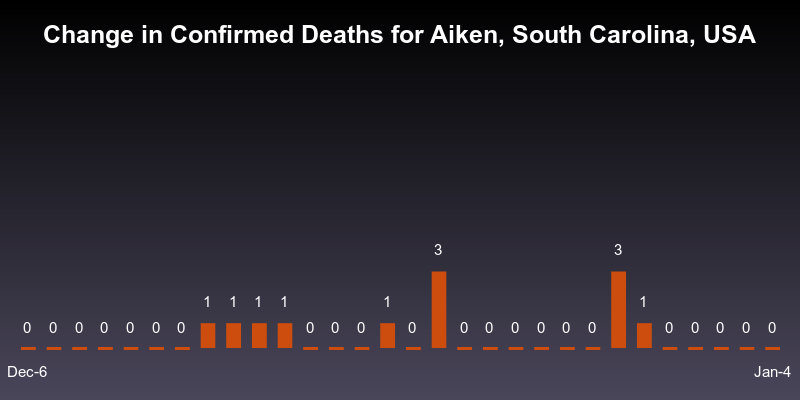 Change in Confirmed Deaths for Aiken, South Carolina, USA
3 3
1 1 1 1 1 1
0 0 0 0 0 0 0 0 0 0 0 0 0 0 0 0 0 0 0 0 0 0
Dec-6 Jan-4